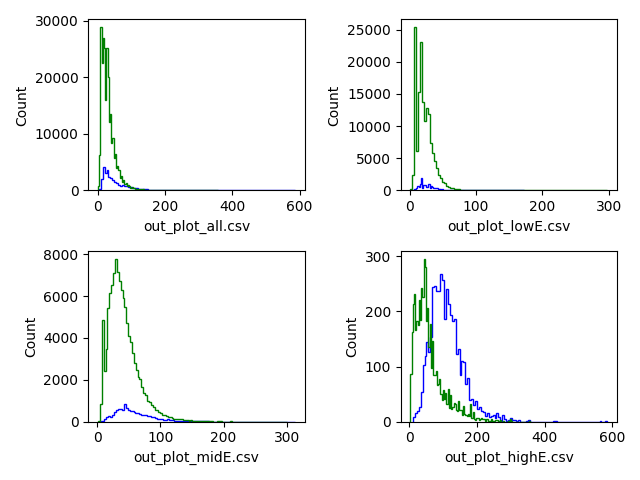 30000
20000
10000
0
Count
0 200 400 600
out_plot_all.csv
25000
20000
15000
10000
5000
0
Count
0 100 200 300
out_plot_lowE.csv
8000
6000
4000
2000
0
Count
0 100 200 300
out_plot_midE.csv
300
200
100
0
Count
0 200 400 600
out_plot_highE.csv